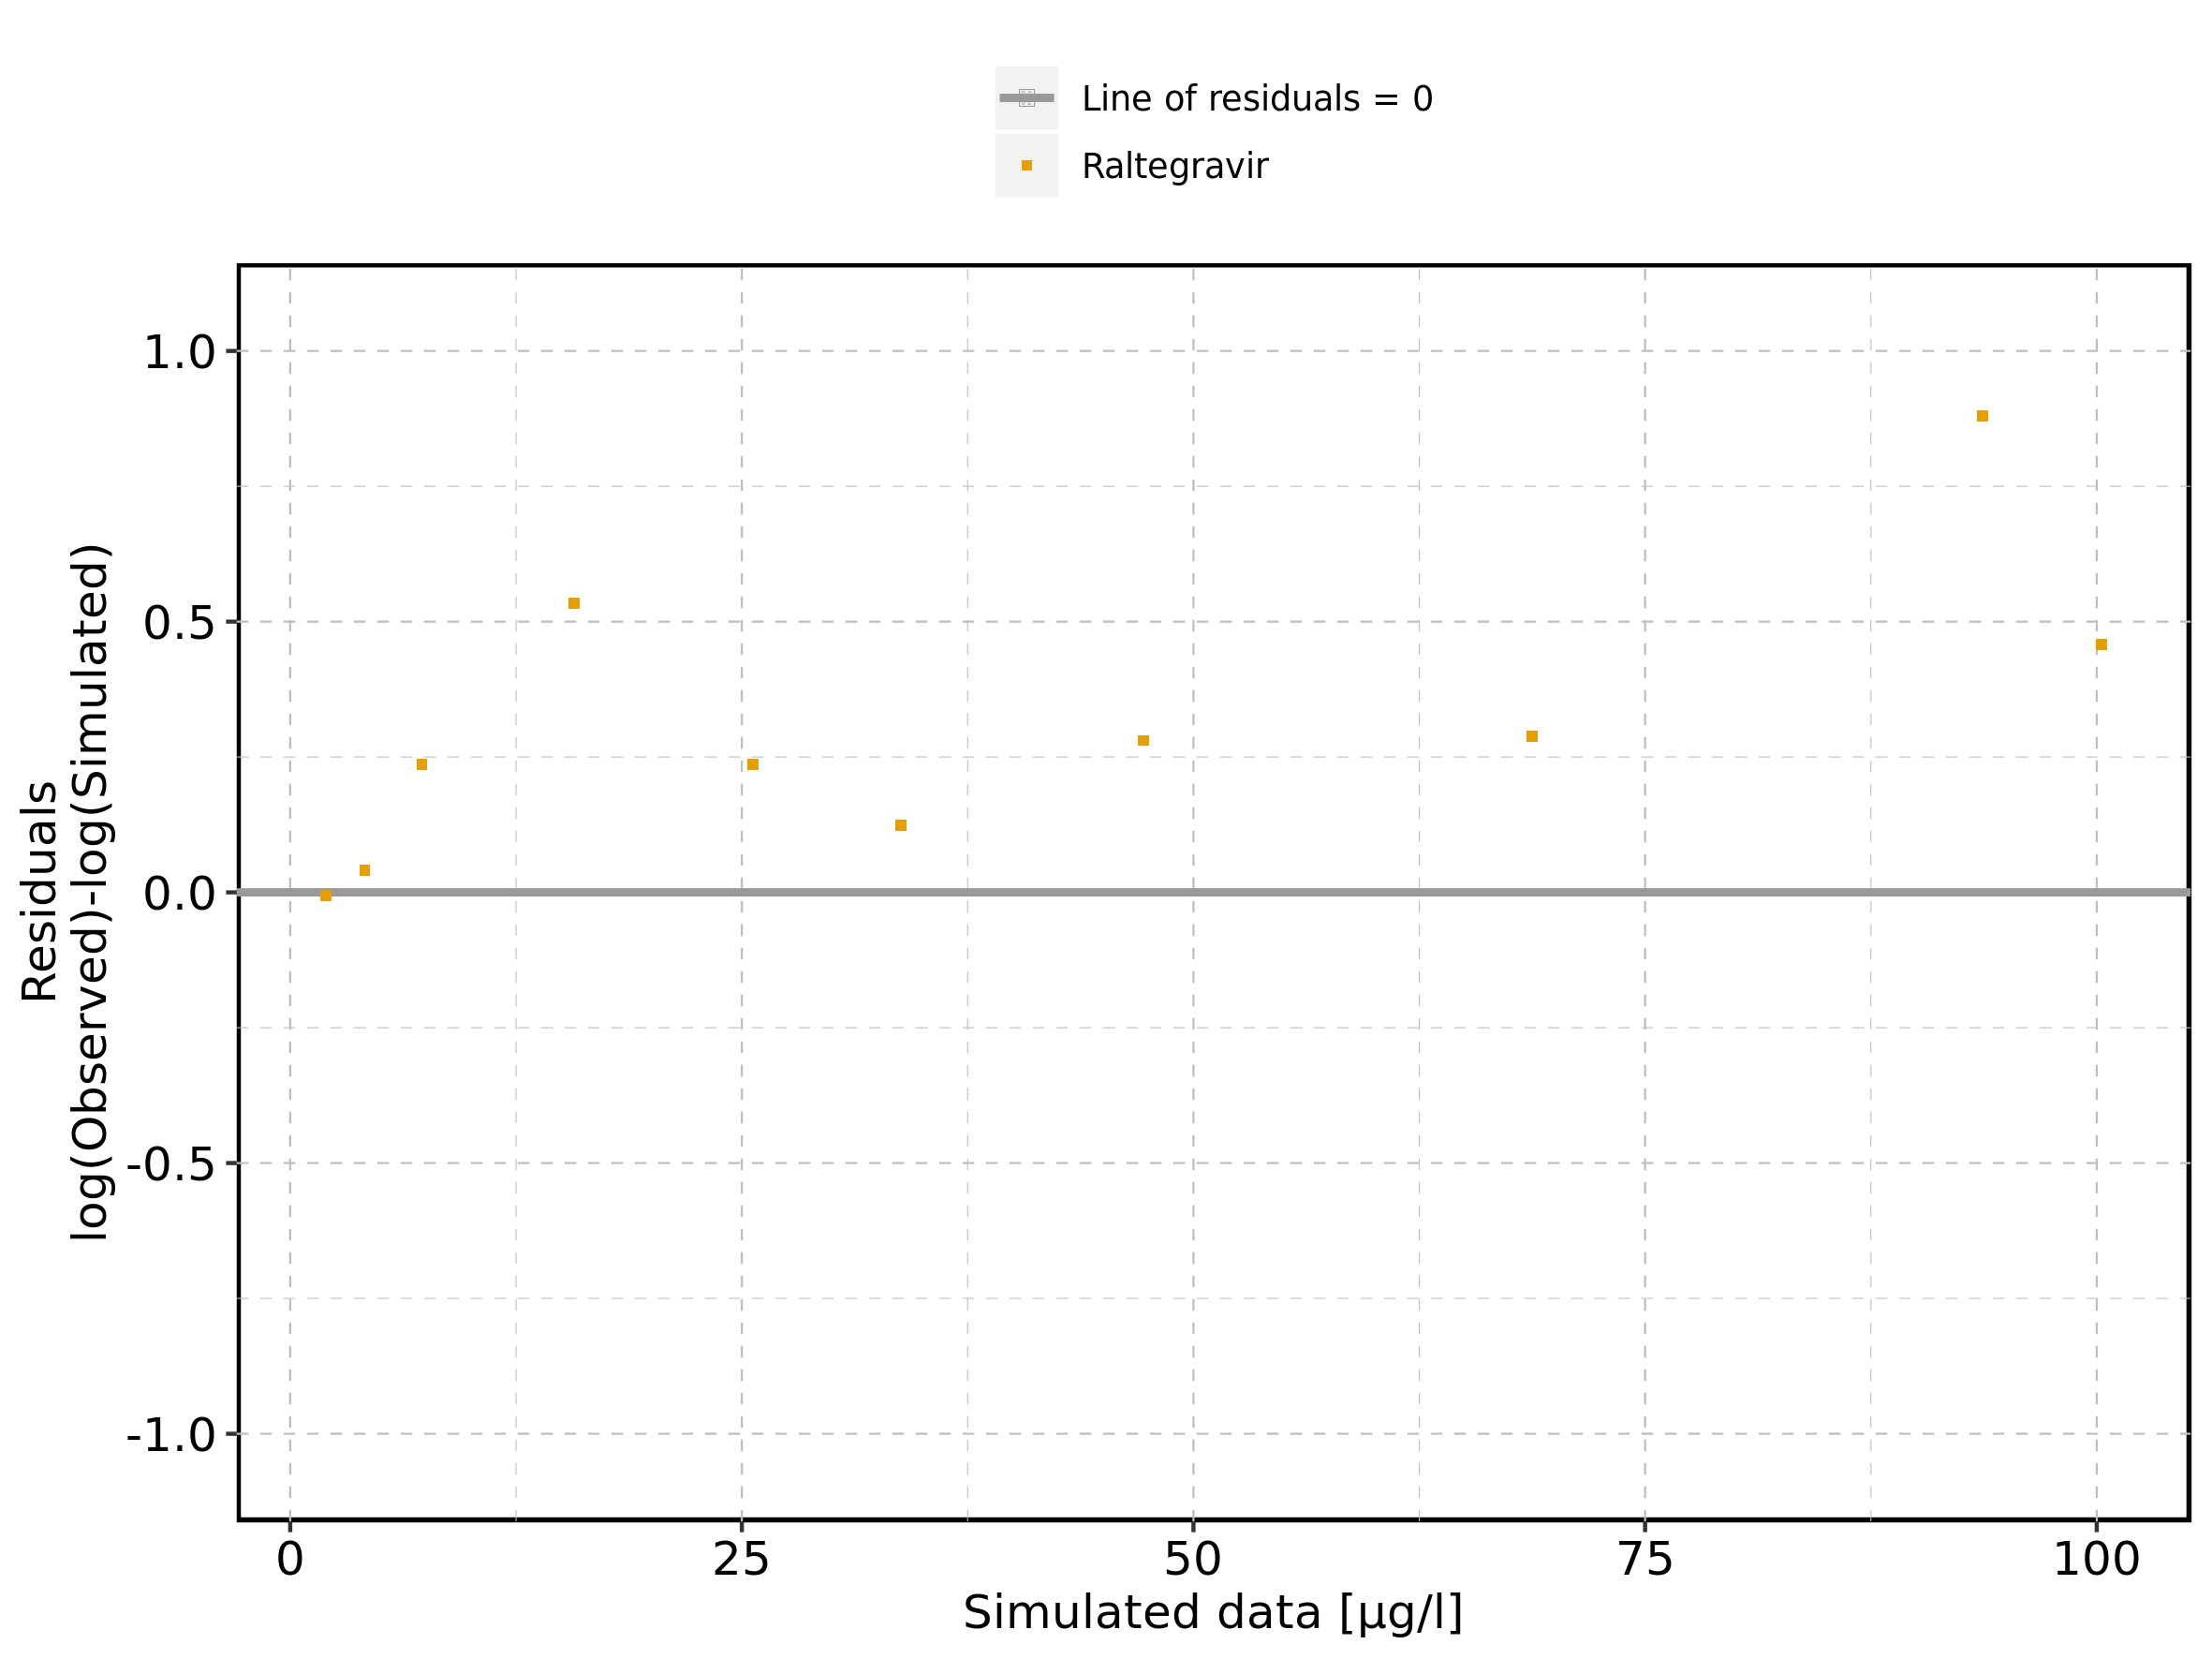 Line of residuals = 0
Raltegravir
Residuals
log(Observed)-log(Simulated)
1.0
0.5
0.0
-0.5
-1.0
0
25
50
75
100
Simulated data [µg/l]